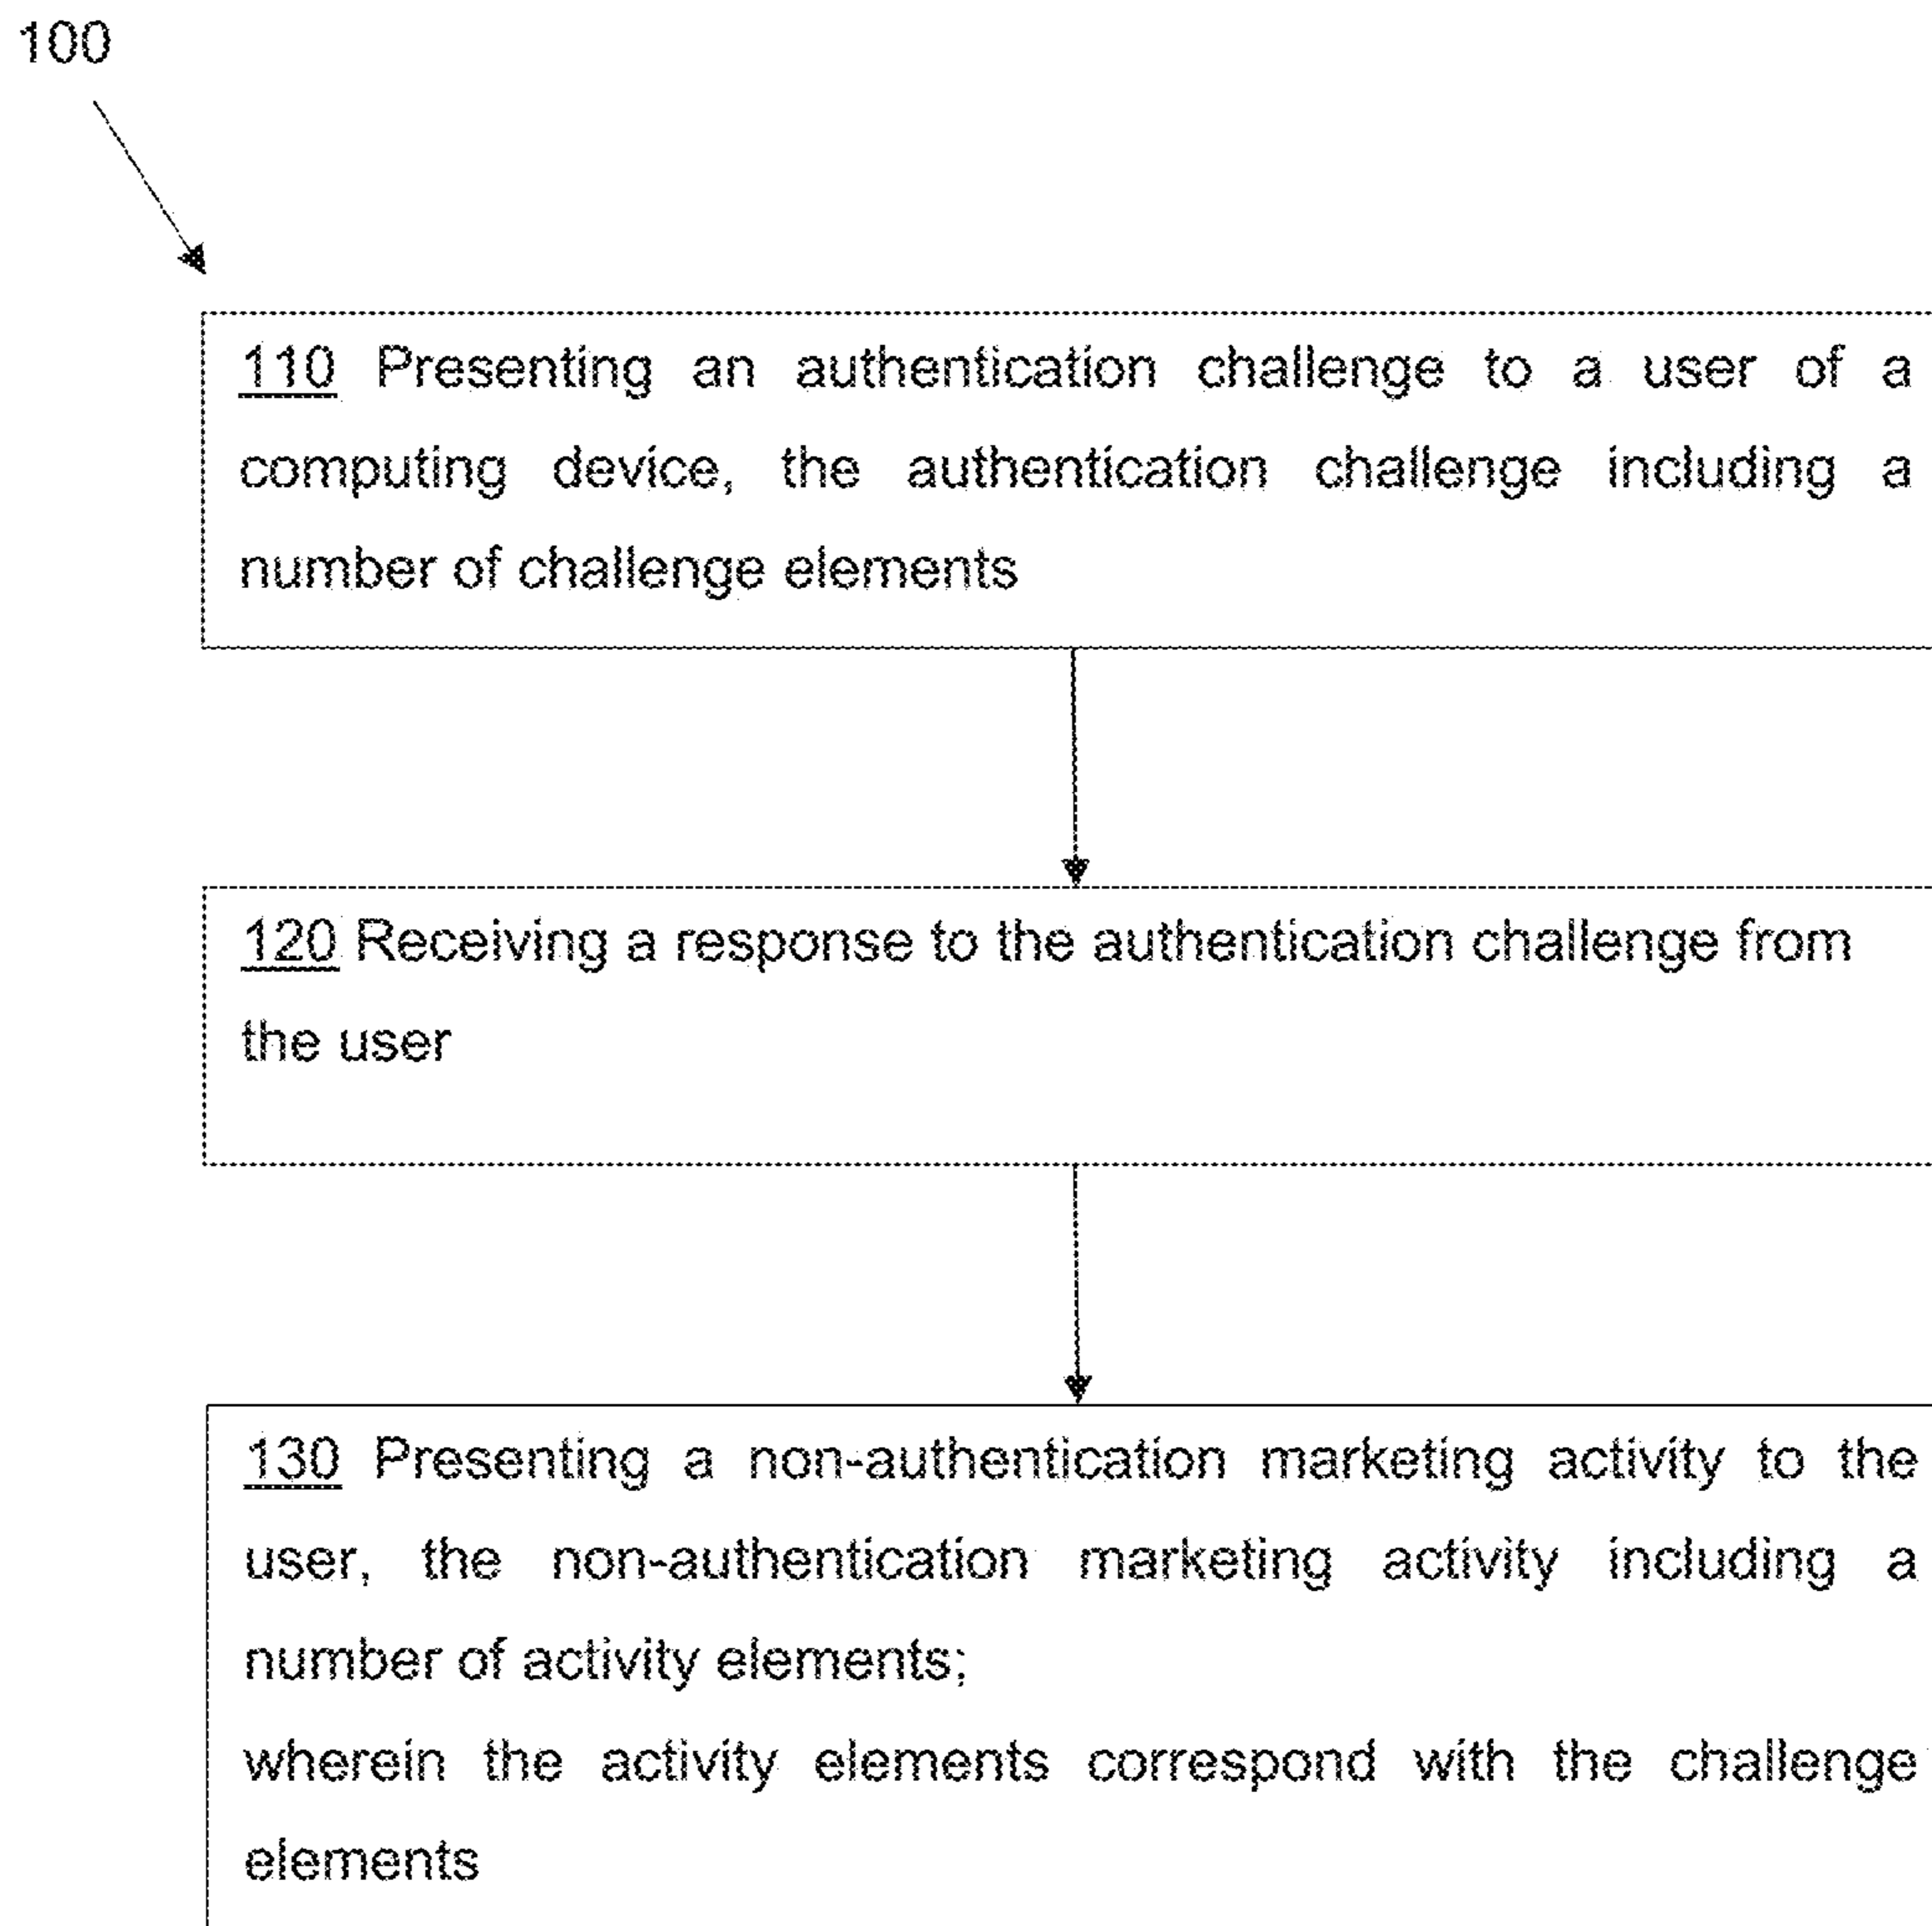 100
110 Presenting an authentication challenge to a user of a
computing device, the authentication challenge including a
number of challenge elements
120 Receiving a response to the authentication challenge from
the user
130 Presenting a non-authentication marketing activity to the
user, the non-authentication marketing activity including a
number of activity elements;
wherein the activity elements correspond with the challenge
elements